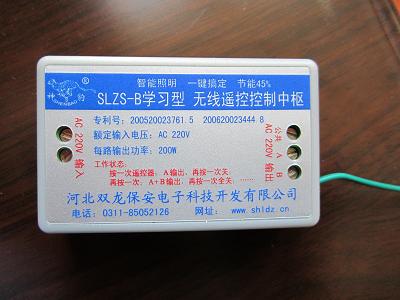 智能照明 一键搞定 节能45%
SLZS-B学习型 无线遥控控制中枢
神豹
SHENBAO
®
专利号: 200520023761.5 200620023444.8
额定输入电压: AC 220V
每路输出功率: 200W
工作状态:
按一次遥控器: A输出, 再按一次关;
再按一次: A+B输出, 再按一次全关; ……
AC 220V 输入
公共 A B
AC 220V 输出
河北双龙保安电子科技开发有限公司
电话: 0311-85052126 网址: www.shldz.cn